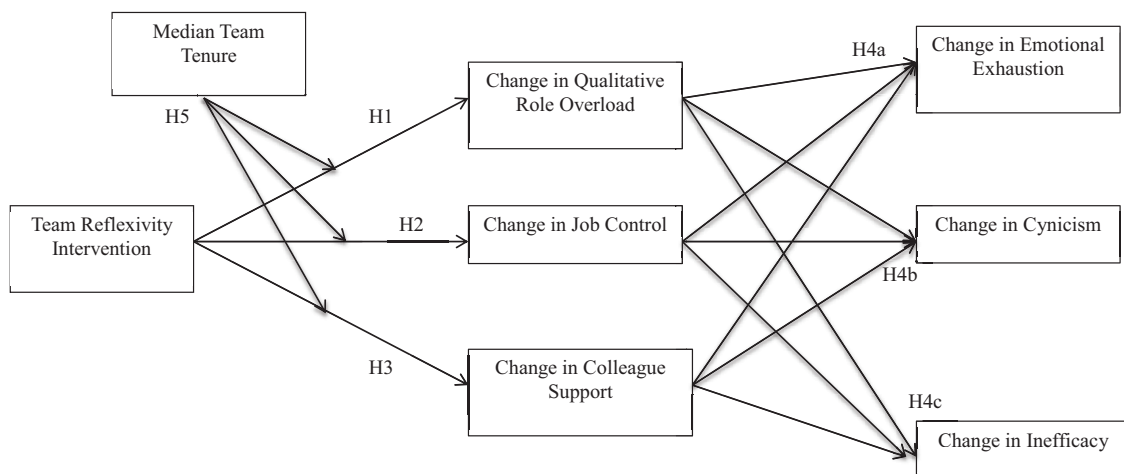 Median Team
Tenure
H5
Team Reflexivity
Intervention
H1
H2
H3
Change in Qualitative
Role Overload
Change in Job Control
Change in Colleague
Support
H4a
H4b
H4c
Change in Emotional
Exhaustion
Change in Cynicism
Change in Inefficacy